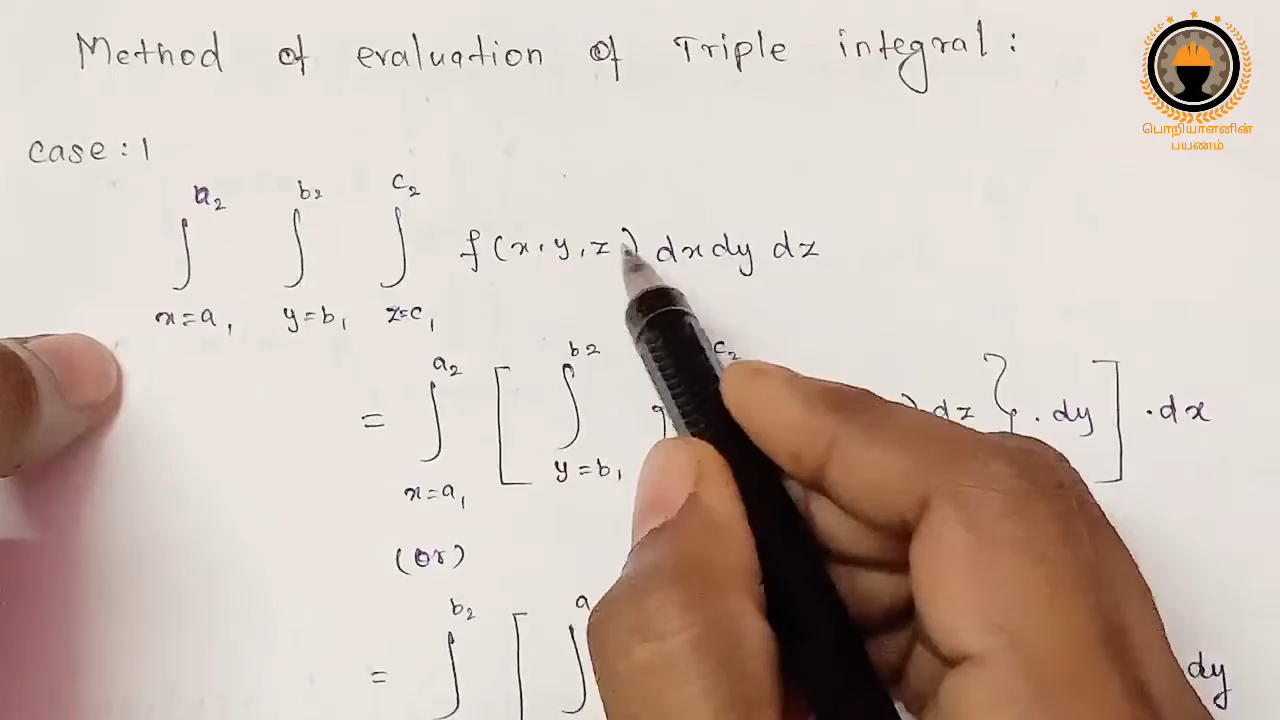 Method of evaluation of Triple integral :
பொறியாளனின்
பயணம்
case : 1
∫_{x=a₁}^{a₂} ∫_{y=b₁}^{b₂} ∫_{z=c₁}^{c₂} f(x,y,z) dx dy dz
= ∫_{x=a₁}^{a₂} [ ∫_{y=b₁}^{b₂} c₂ dz } . dy ] . dx
(or)
= ∫^{b₂} [ ∫^{a} dy